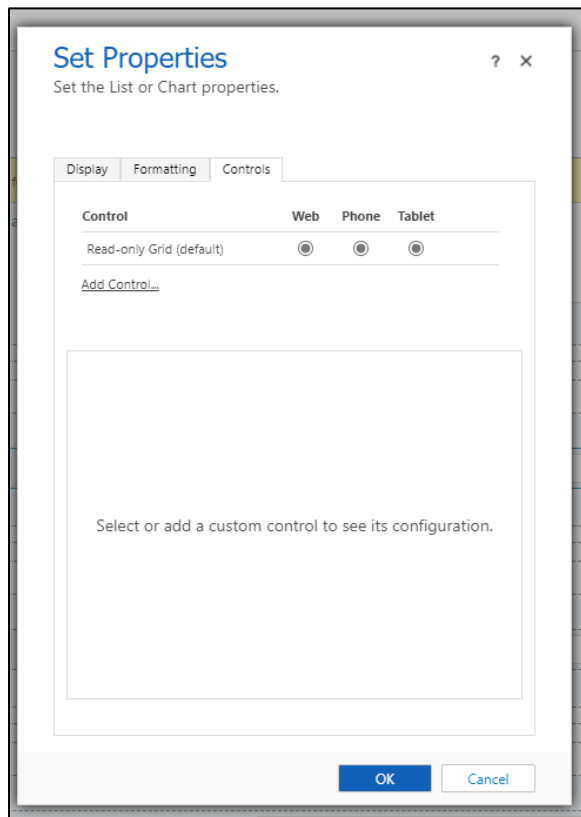 Set Properties
? ×
Set the List or Chart properties.
Display Formatting Controls
Control Web Phone Tablet
Read-only Grid (default)
Add Control...
Select or add a custom control to see its configuration.
OK Cancel